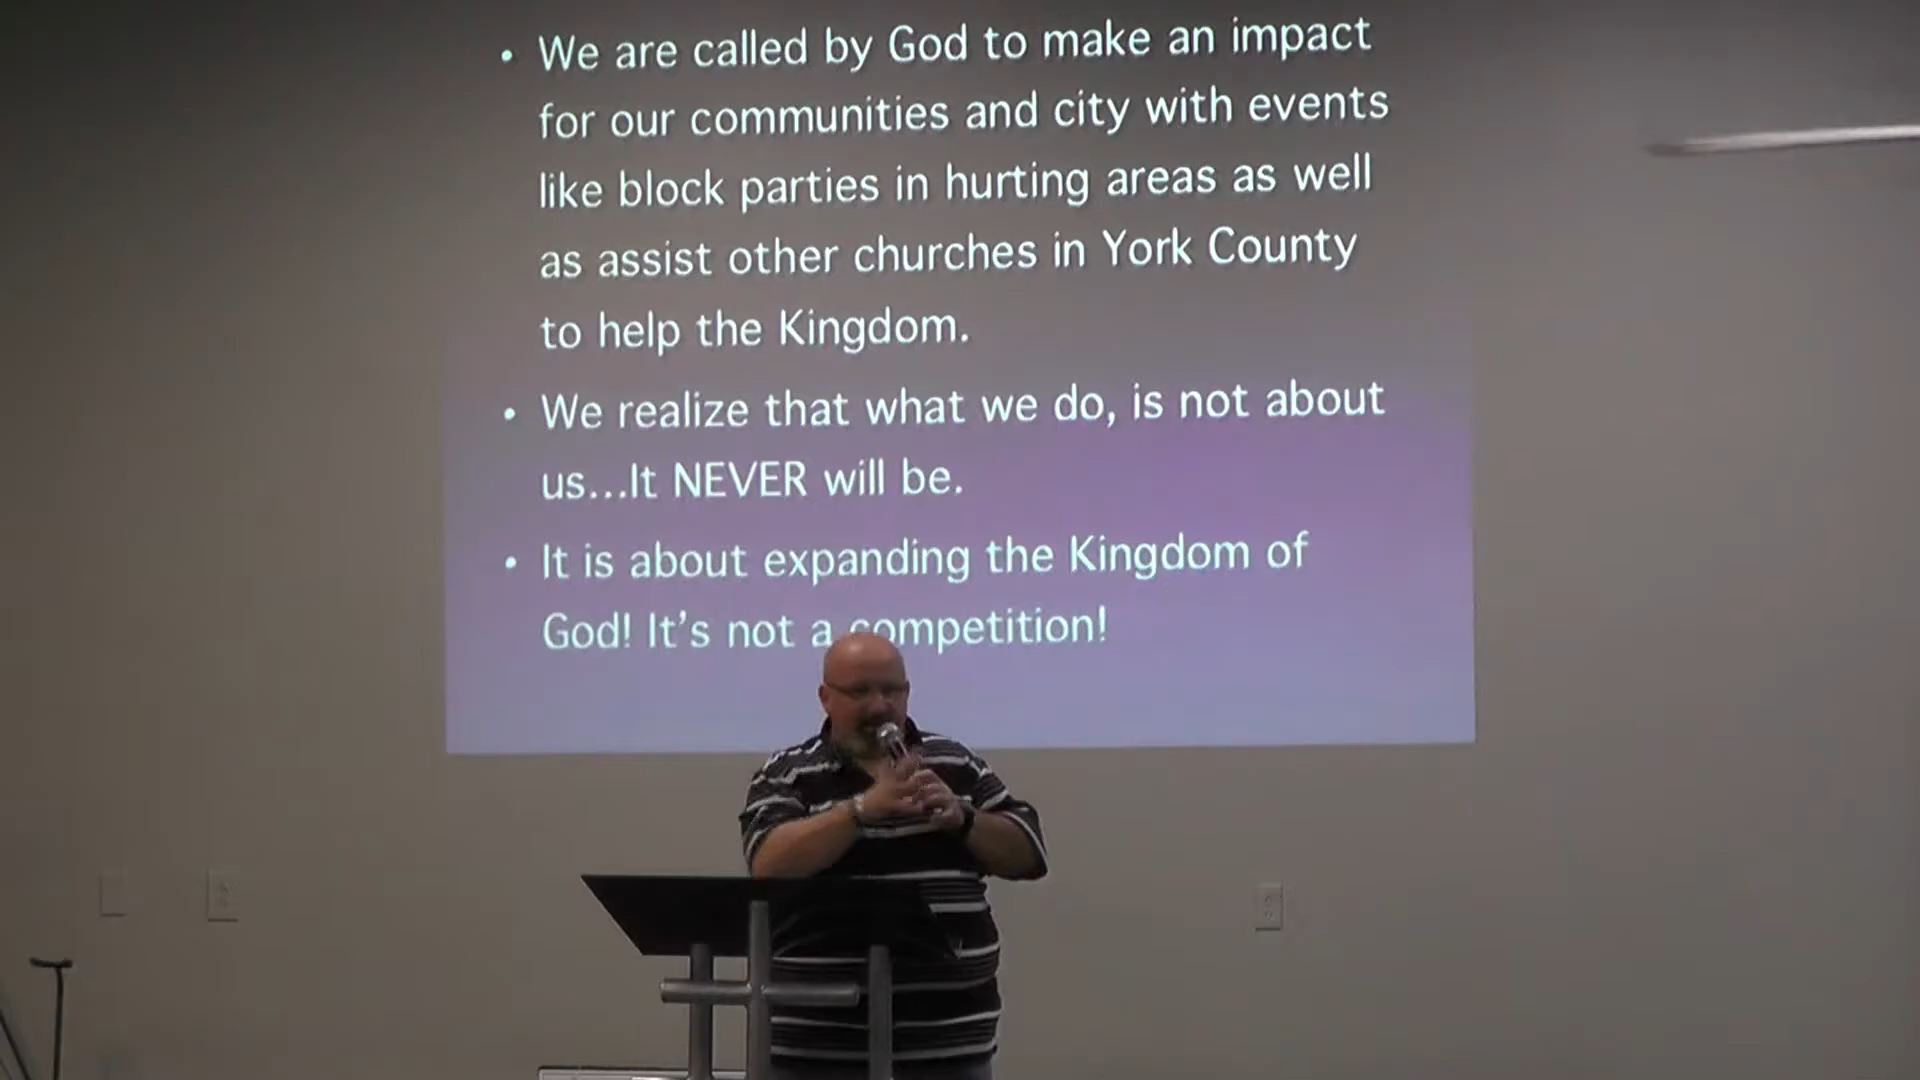 • We are called by God to make an impact
for our communities and city with events
like block parties in hurting areas as well
as assist other churches in York County
to help the Kingdom.
• We realize that what we do, is not about
us...It NEVER will be.
• It is about expanding the Kingdom of
God! It's not a competition!